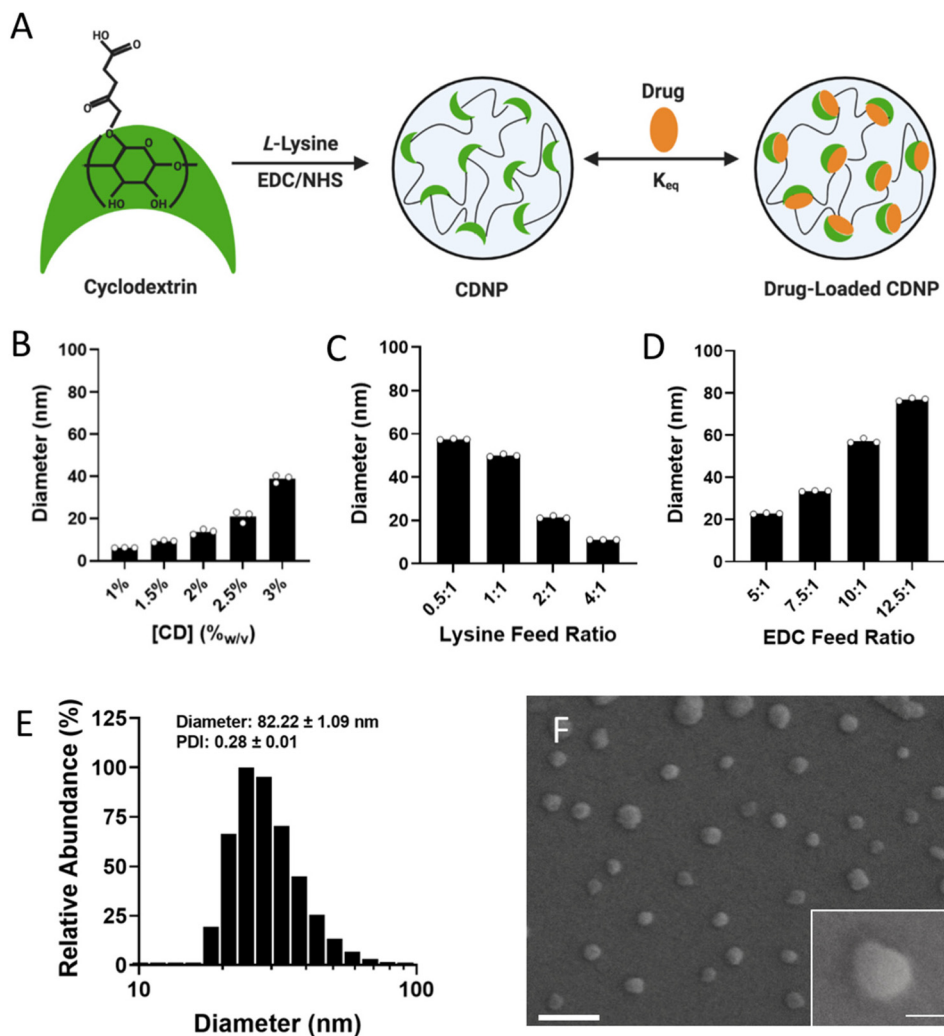 A
HO
O
O
O
O
O
HO
OH
Cyclodextrin
L-Lysine
EDC/NHS
CDNP
Drug
Keq
Drug-Loaded CDNP
B
Diameter (nm)
100
80
60
40
20
0
1%
1.5%
2%
2.5%
3%
[CD] (%w/v)
C
Diameter (nm)
100
80
60
40
20
0
0.5:1
1:1
2:1
4:1
Lysine Feed Ratio
D
Diameter (nm)
100
80
60
40
20
0
5:1
7.5:1
10:1
12.5:1
EDC Feed Ratio
E
Relative Abundance (%)
125
100
75
50
25
0
Diameter: 82.22 ± 1.09 nm
PDI: 0.28 ± 0.01
10
100
Diameter (nm)
F